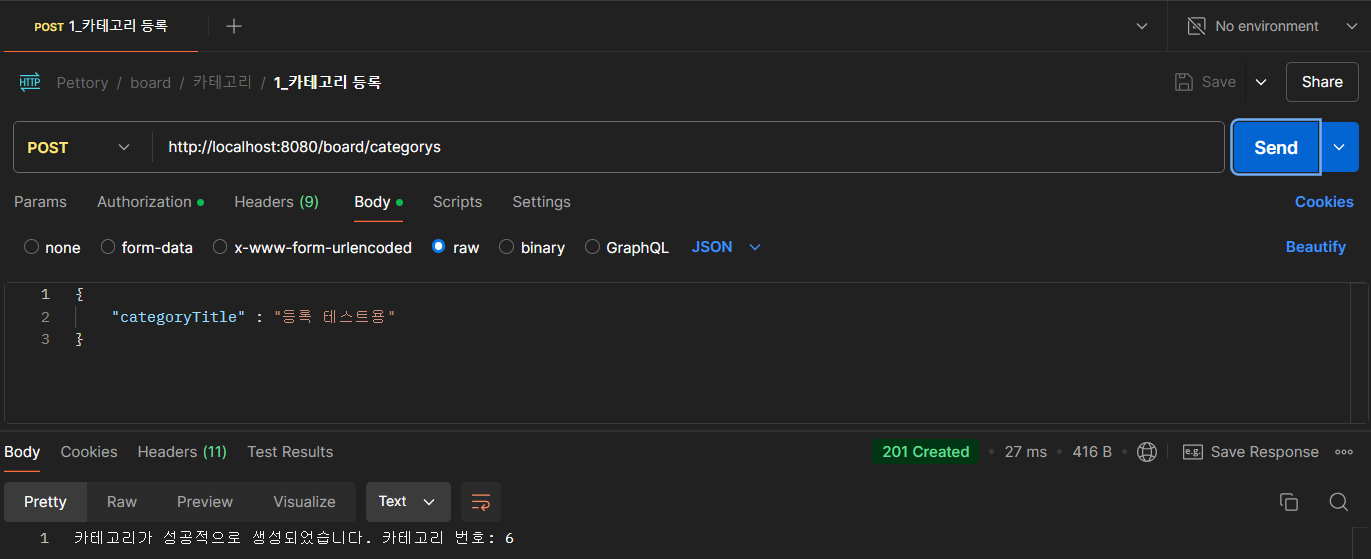 POST 1_카테고리 등록
No environment
HTTP Pettory / board / 카테고리 / 1_카테고리 등록
Save Share
POST http://localhost:8080/board/categorys Send
Params Authorization Headers (9) Body Scripts Settings Cookies
none form-data x-www-form-urlencoded raw binary GraphQL JSON Beautify
1 {
2 "categoryTitle" : "등록 테스트용"
3 }
Body Cookies Headers (11) Test Results 201 Created 27 ms 416 B e.g. Save Response
Pretty Raw Preview Visualize Text
1 카테고리가 성공적으로 생성되었습니다. 카테고리 번호: 6